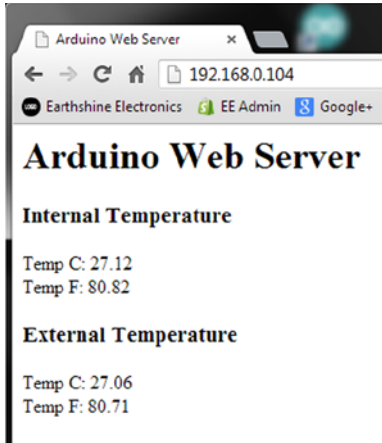 Arduino Web Server
192.168.0.104
Earthshine Electronics EE Admin Google+
Arduino Web Server
Internal Temperature
Temp C: 27.12
Temp F: 80.82
External Temperature
Temp C: 27.06
Temp F: 80.71